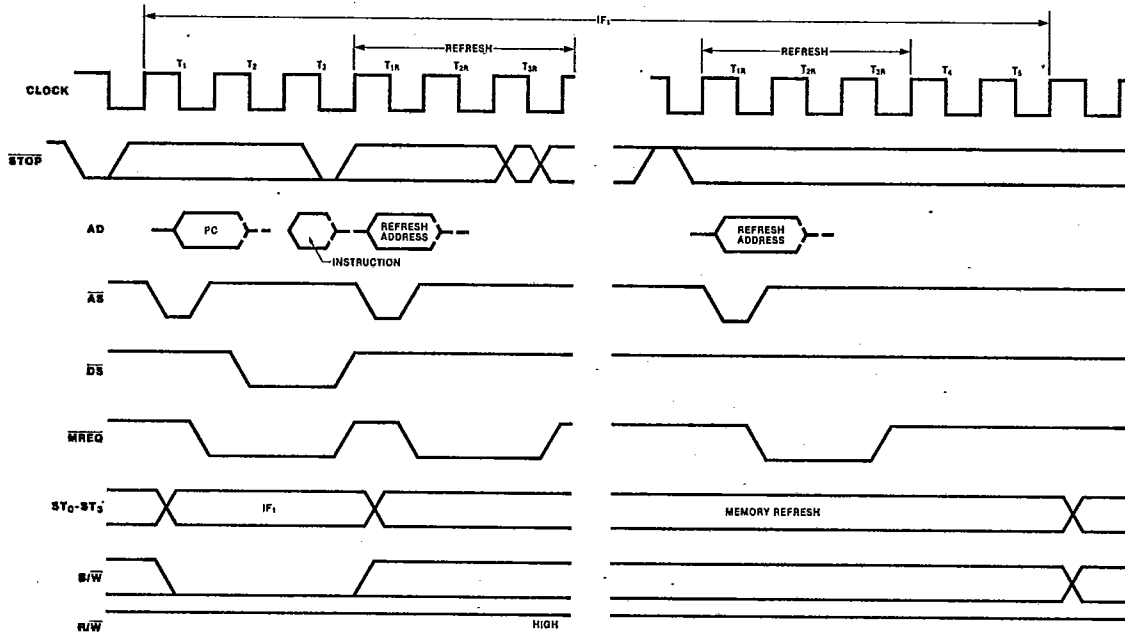 IF₁
REFRESH
REFRESH
T₁ T₂ T₃ T₁R T₂R T₃R T₁R T₂R T₃R T₄ T₅
CLOCK
STOP
AD PC REFRESH ADDRESS REFRESH ADDRESS
INSTRUCTION
AS
DS
MREQ
ST₀-ST₃ IF₁ MEMORY REFRESH
B/W
R/W HIGH